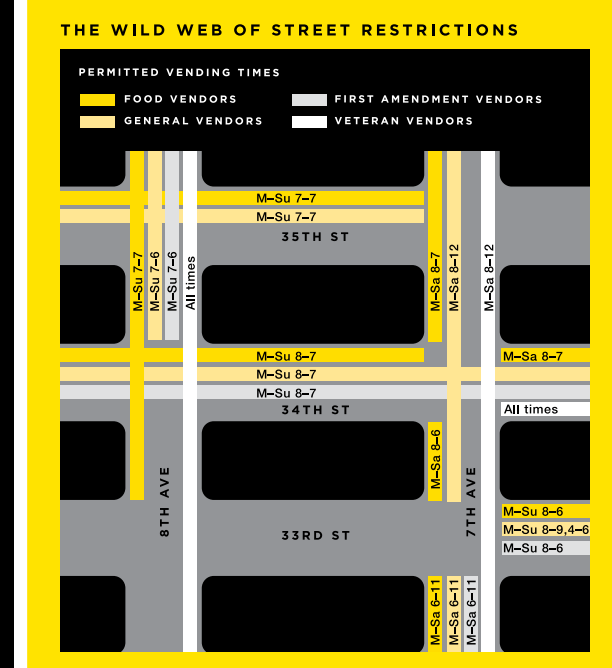 THE WILD WEB OF STREET RESTRICTIONS
PERMITTED VENDING TIMES
FOOD VENDORS
FIRST AMENDMENT VENDORS
GENERAL VENDORS
VETERAN VENDORS
M–Su 7–7
M–Su 7–7
35TH ST
M–Su 7–7
M–Su 7–6
M–Su 7–6
All times
M–Sa 8–7
M–Sa 8–12
M–Sa 8–12
M–Su 8–7
M–Sa 8–7
M–Su 8–7
M–Su 8–7
34TH ST
All times
M–Sa 8–6
8TH AVE
7TH AVE
33RD ST
M–Su 8–6
M–Su 8–9,4–6
M–Su 8–6
M–Sa 6–11
M–Sa 6–11
M–Sa 6–11